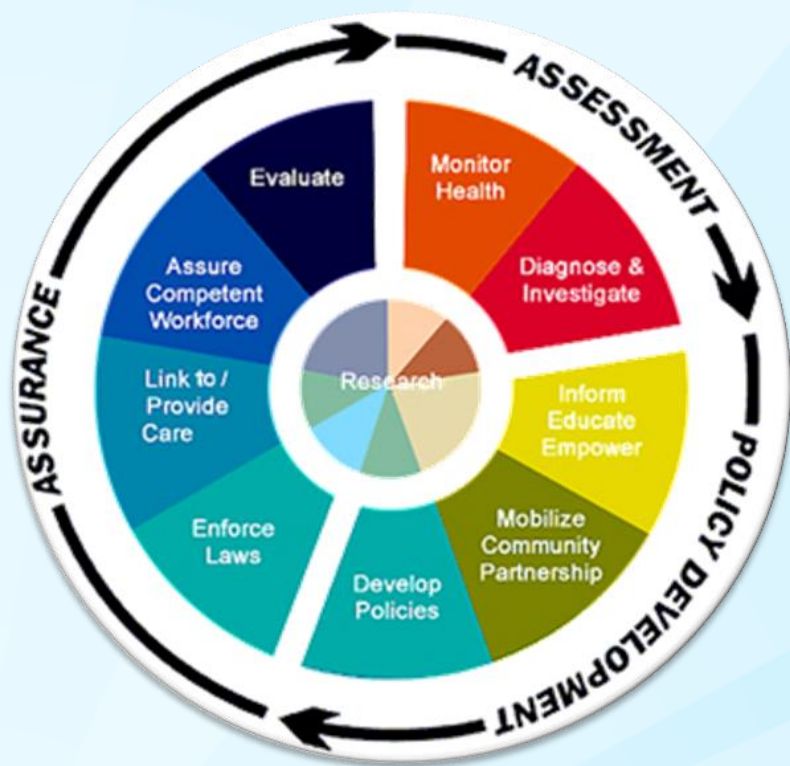 ASSESSMENT
POLICY DEVELOPMENT
ASSURANCE
Monitor
Health
Diagnose &
Investigate
Inform
Educate
Empower
Mobilize
Community
Partnership
Develop
Policies
Enforce
Laws
Link to /
Provide
Care
Assure
Competent
Workforce
Evaluate
Research